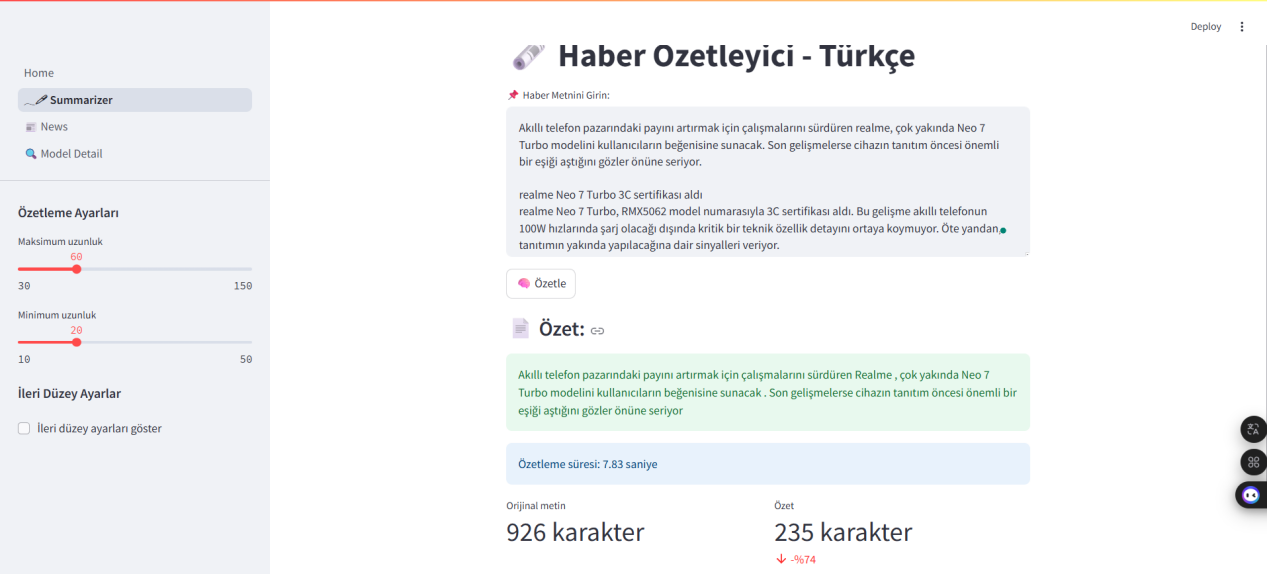 Deploy
Home
Summarizer
News
Model Detail
Özetleme Ayarları
Maksimum uzunluk
60
30 150
Minimum uzunluk
20
10 50
İleri Düzey Ayarlar
İleri düzey ayarları göster
Haber Özetleyici - Türkçe
Haber Metnini Girin:
Akıllı telefon pazarındaki payını artırmak için çalışmalarını sürdüren realme, çok yakında Neo 7
Turbo modelini kullanıcıların beğenisine sunacak. Son gelişmelerse cihazın tanıtım öncesi önemli
bir eşiği aştığını gözler önüne seriyor.
realme Neo 7 Turbo 3C sertifikası aldı
realme Neo 7 Turbo, RMX5062 model numarasıyla 3C sertifikası aldı. Bu gelişme akıllı telefonun
100W hızlarında şarj olacağı dışında kritik bir teknik özellik detayını ortaya koymuyor. Öte yandan,
tanıtımın yakında yapılacağına dair sinyalleri veriyor.
Özetle
Özet:
Akıllı telefon pazarındaki payını artırmak için çalışmalarını sürdüren Realme , çok yakında Neo 7
Turbo modelini kullanıcıların beğenisine sunacak . Son gelişmelerse cihazın tanıtım öncesi önemli bir
eşiği aştığını gözler önüne seriyor
Özetleme süresi: 7.83 saniye
Orijinal metin
926 karakter
Özet
235 karakter
-%74